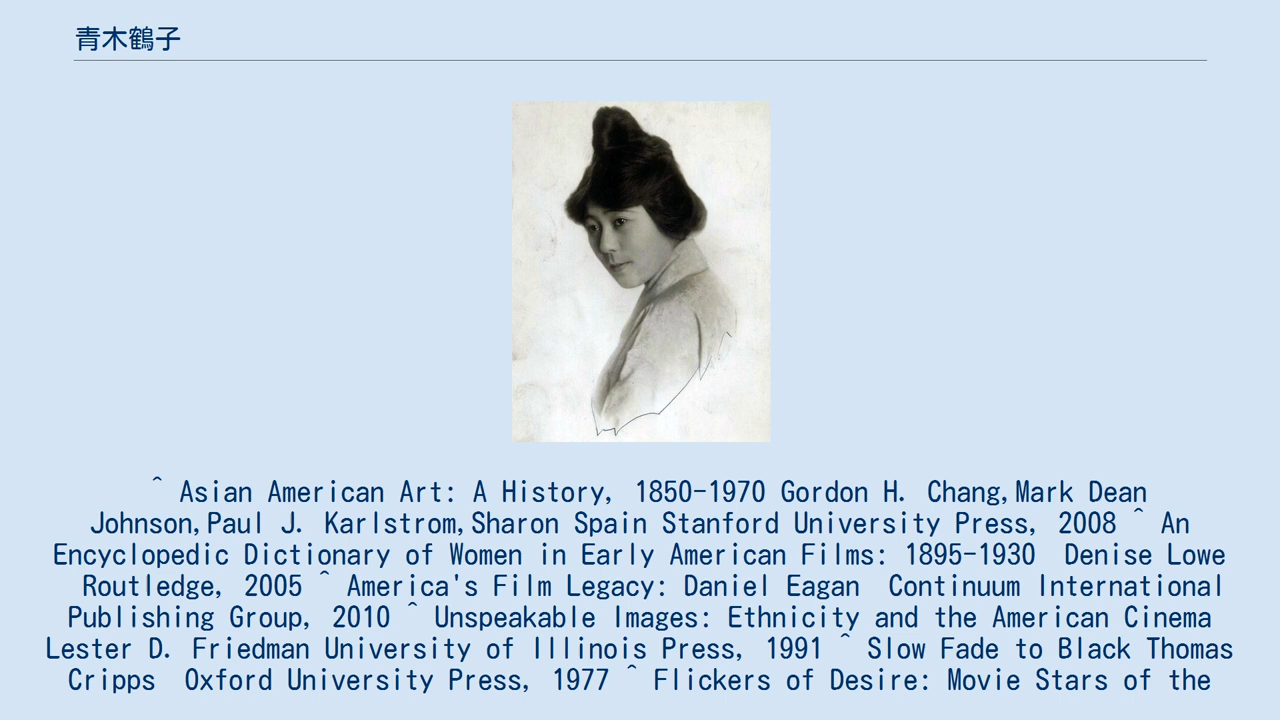 青木鶴子
^ Asian American Art: A History, 1850-1970 Gordon H. Chang,Mark Dean
Johnson,Paul J. Karlstrom,Sharon Spain Stanford University Press, 2008 ^ An
Encyclopedic Dictionary of Women in Early American Films: 1895-1930  Denise Lowe
Routledge, 2005 ^ America's Film Legacy: Daniel Eagan  Continuum International
Publishing Group, 2010 ^ Unspeakable Images: Ethnicity and the American Cinema
Lester D. Friedman University of Illinois Press, 1991 ^ Slow Fade to Black Thomas
Cripps  Oxford University Press, 1977 ^ Flickers of Desire: Movie Stars of the